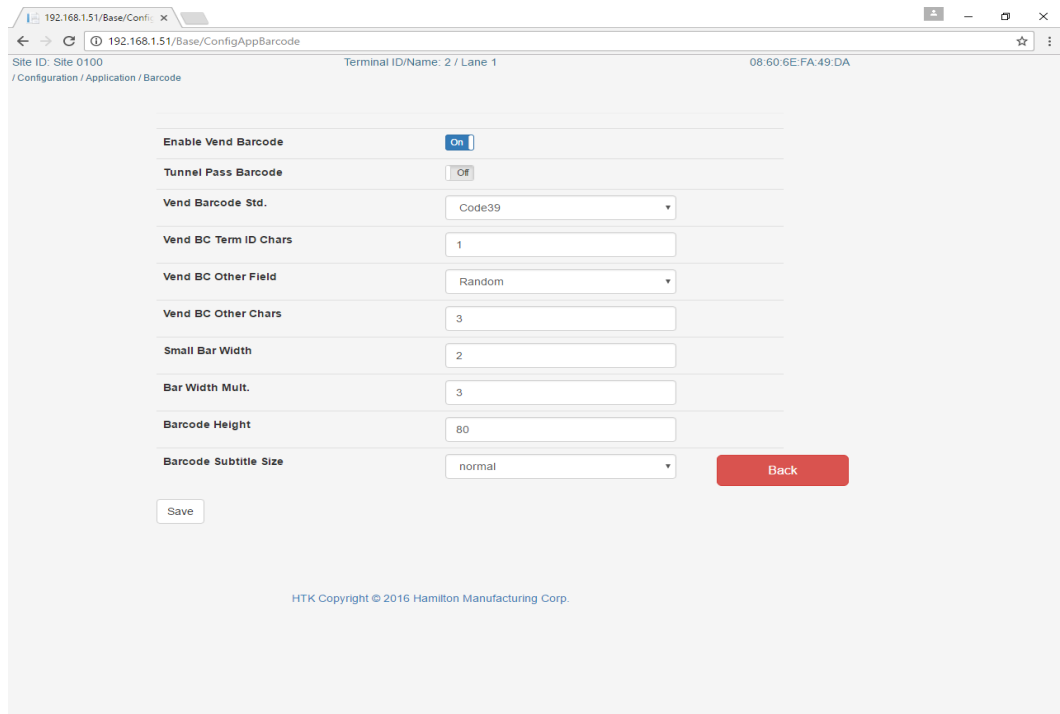 192.168.1.51/Base/Confi
192.168.1.51/Base/ConfigAppBarcode
Site ID: Site 0100 Terminal ID/Name: 2 / Lane 1 08:60:6E:FA:49:DA
/ Configuration / Application / Barcode
Enable Vend Barcode On
Tunnel Pass Barcode Off
Vend Barcode Std. Code39
Vend BC Term ID Chars 1
Vend BC Other Field Random
Vend BC Other Chars 3
Small Bar Width 2
Bar Width Mult. 3
Barcode Height 80
Barcode Subtitle Size normal Back
Save
HTK Copyright © 2016 Hamilton Manufacturing Corp.